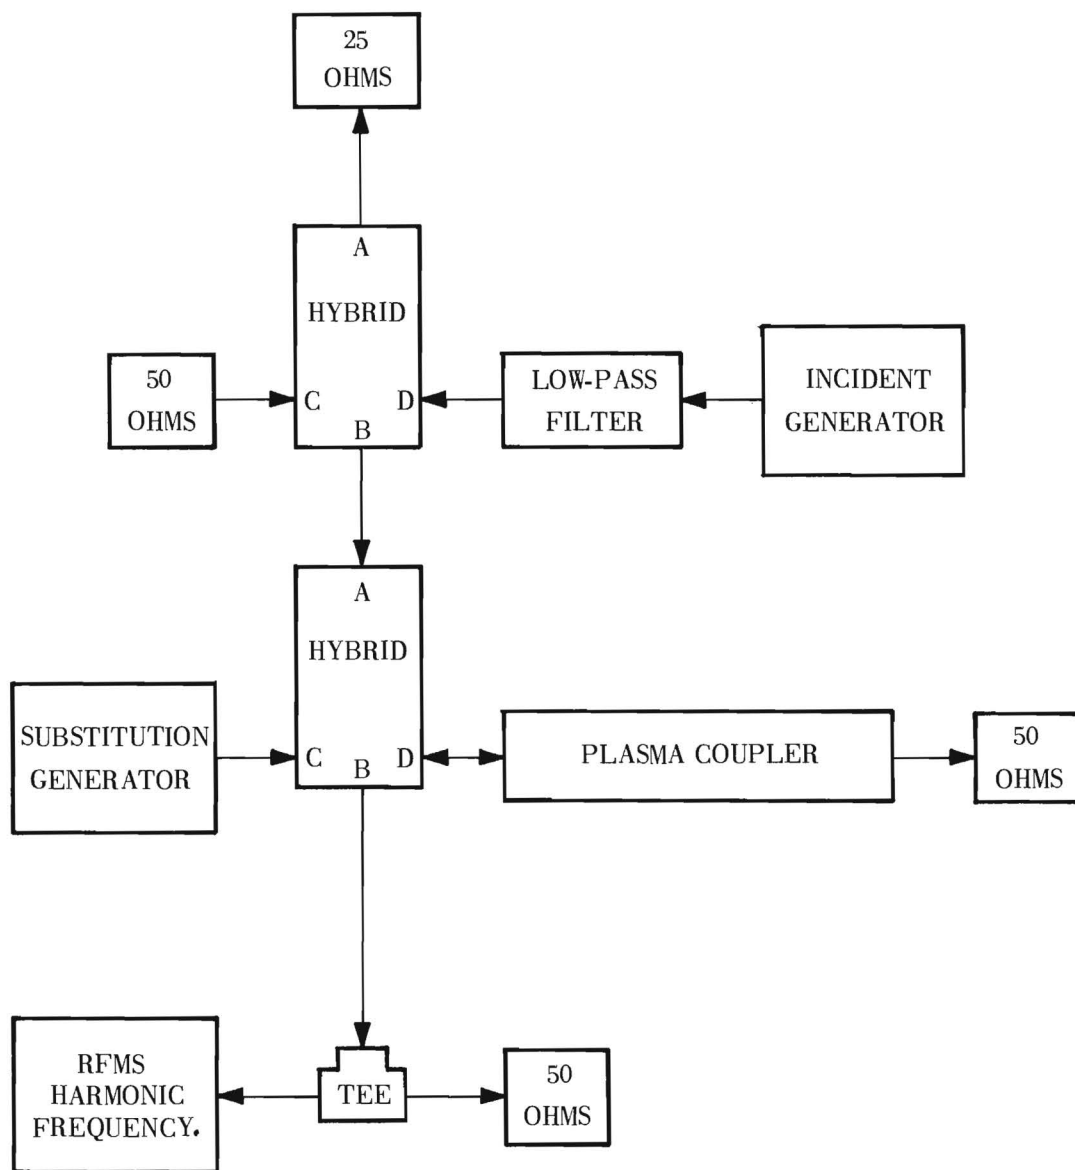 25
OHMS
A
HYBRID
50
OHMS
C
D
B
LOW-PASS
FILTER
INCIDENT
GENERATOR
A
HYBRID
SUBSTITUTION
GENERATOR
C
D
B
PLASMA COUPLER
50
OHMS
RFMS
HARMONIC
FREQUENCY.
TEE
50
OHMS